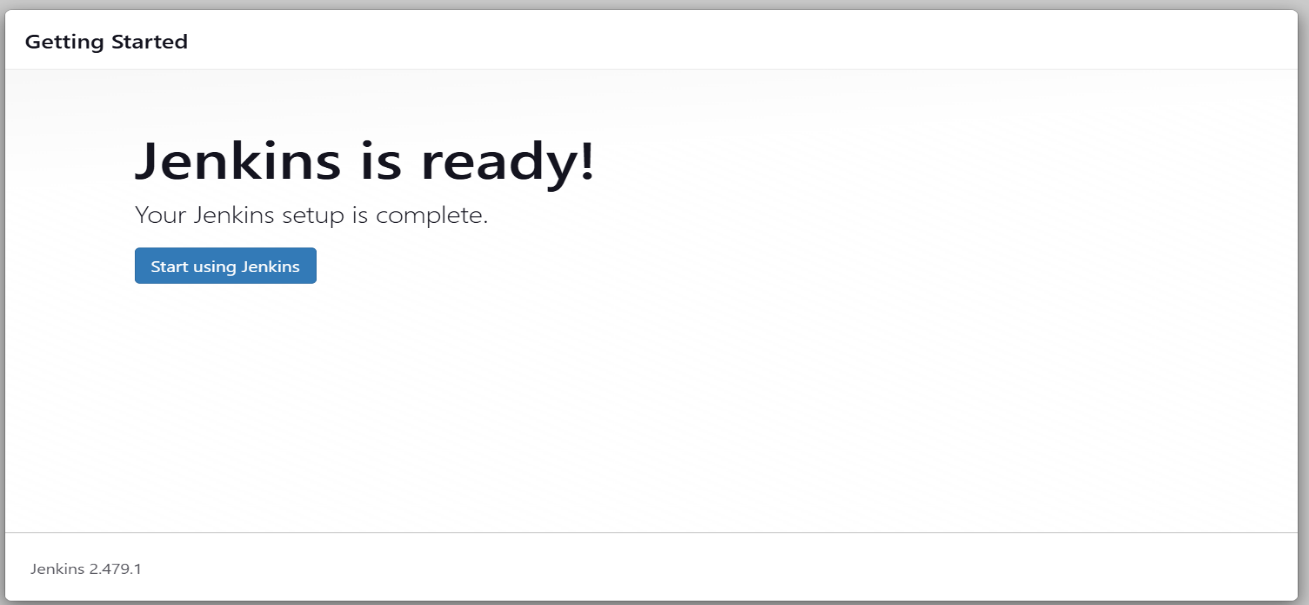 Getting Started
Jenkins is ready!
Your Jenkins setup is complete.
Start using Jenkins
Jenkins 2.479.1